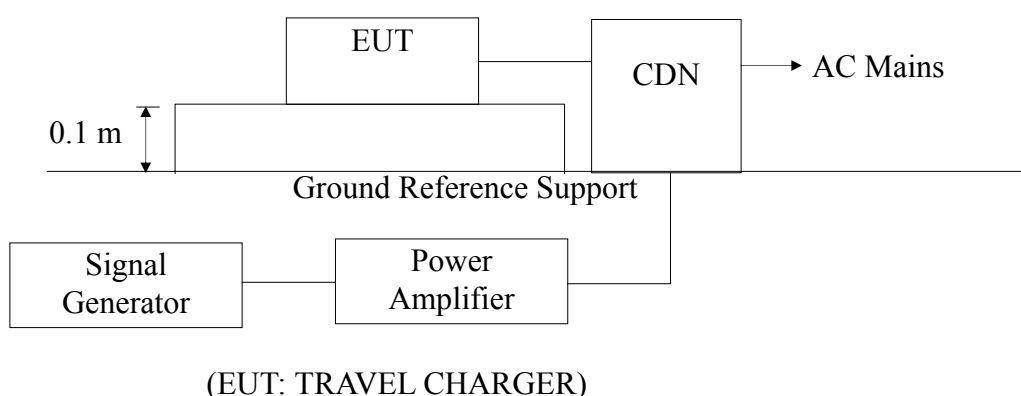 EUT
CDN
AC Mains
0.1 m
Ground Reference Support
Signal
Generator
Power
Amplifier
(EUT: TRAVEL CHARGER)